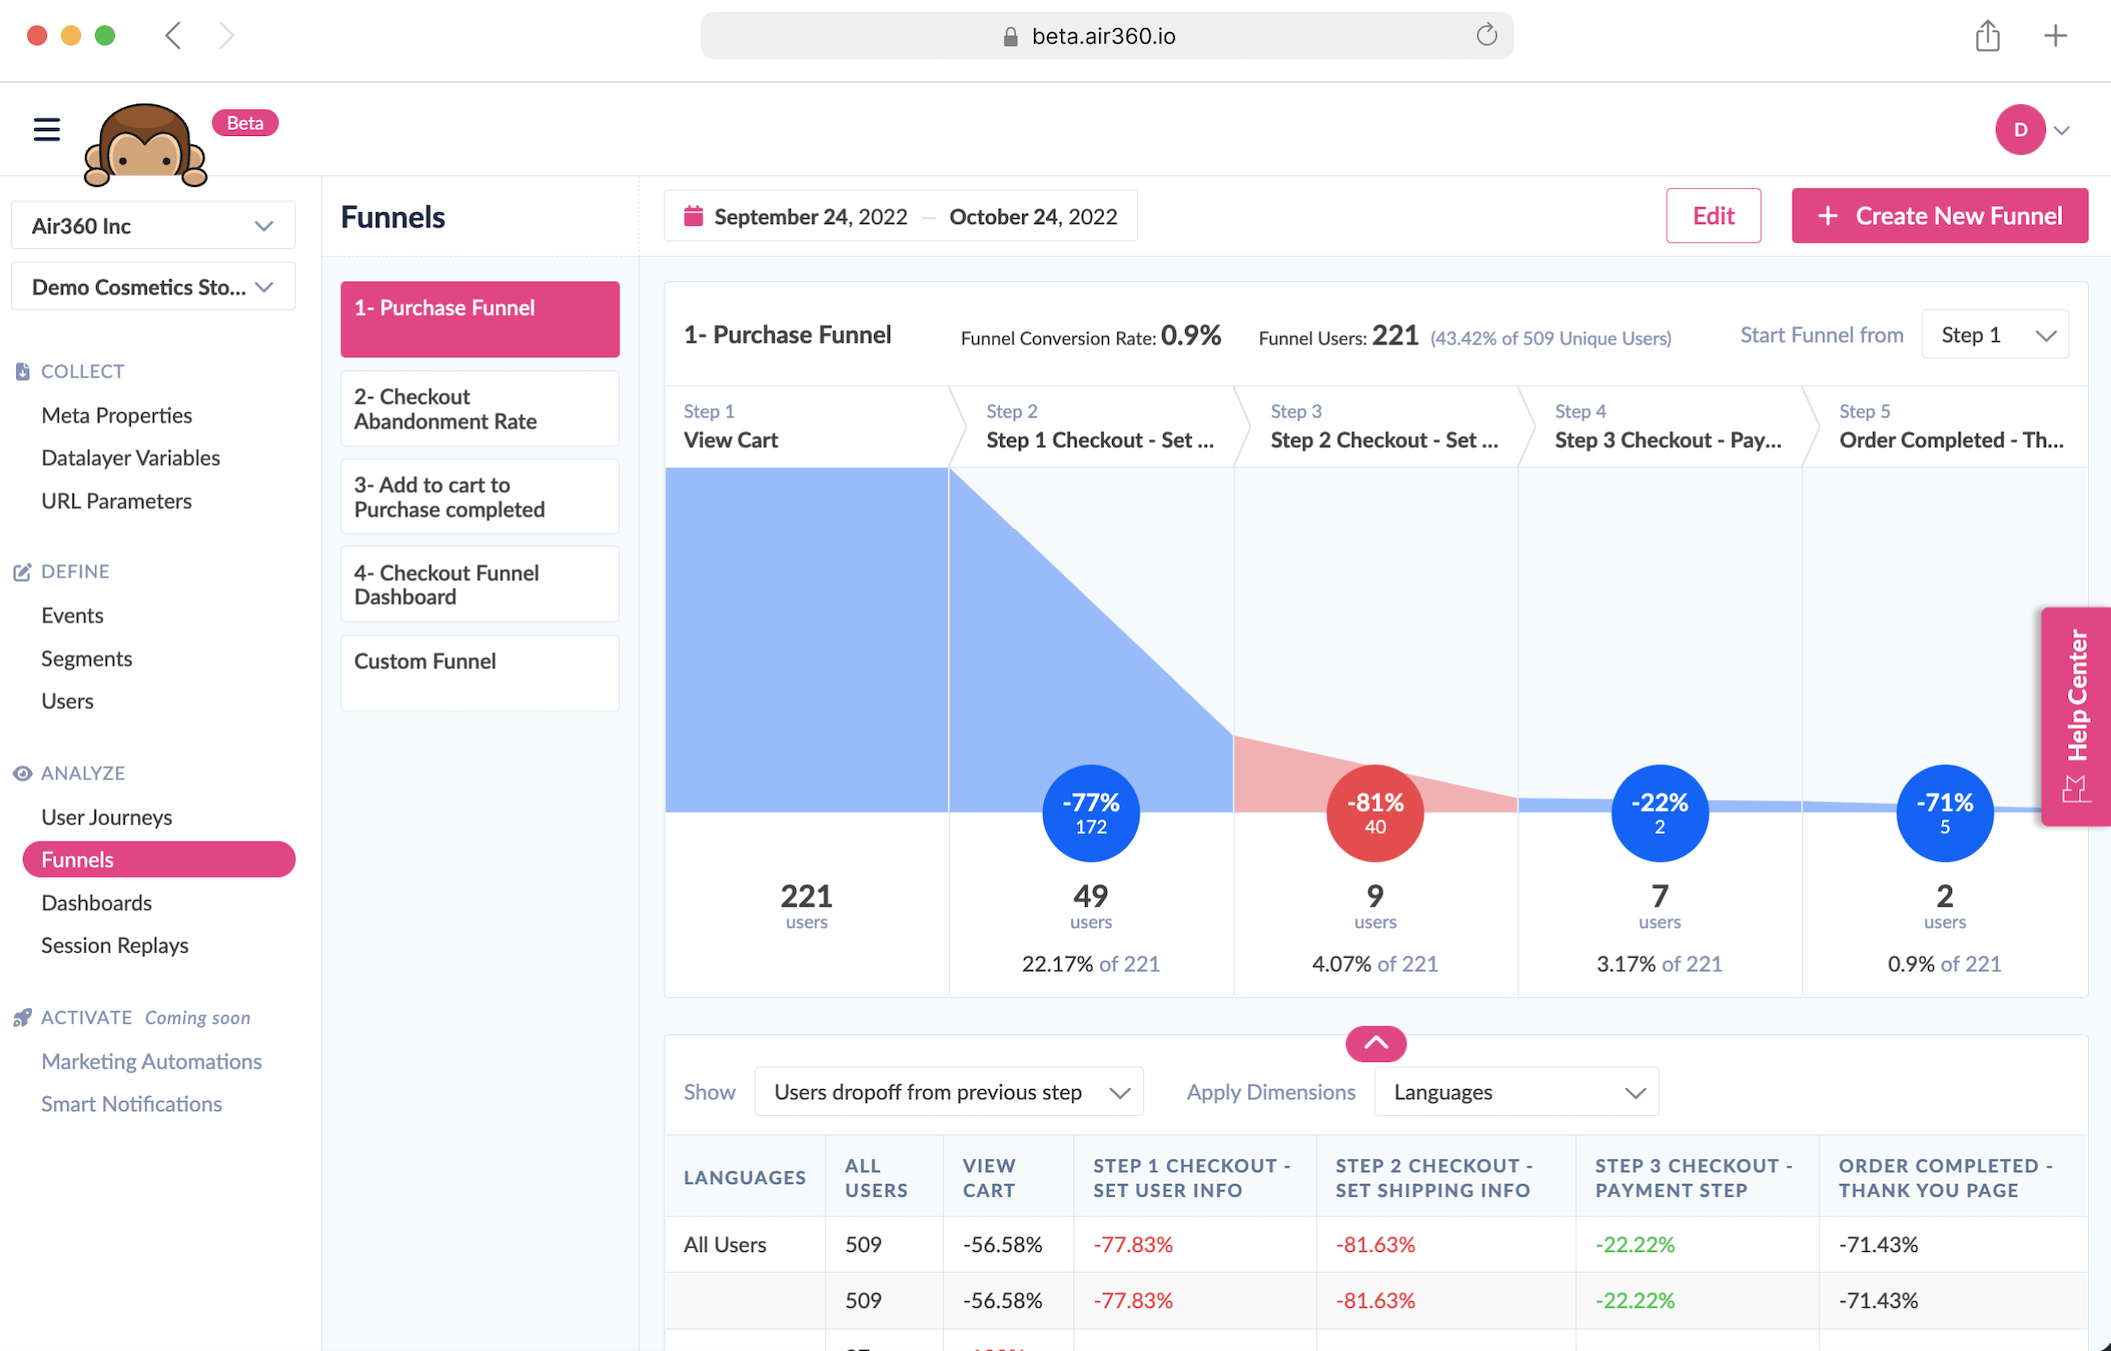 beta.air360.io
Beta
D
Air360 Inc
Demo Cosmetics Sto...
COLLECT
Meta Properties
Datalayer Variables
URL Parameters
DEFINE
Events
Segments
Users
ANALYZE
User Journeys
Funnels
Dashboards
Session Replays
ACTIVATE Coming soon
Marketing Automations
Smart Notifications
Funnels
1- Purchase Funnel
2- Checkout
Abandonment Rate
3- Add to cart to
Purchase completed
4- Checkout Funnel
Dashboard
Custom Funnel
September 24, 2022 — October 24, 2022
Edit
+ Create New Funnel
1- Purchase Funnel
Funnel Conversion Rate: 0.9%
Funnel Users: 221 (43.42% of 509 Unique Users)
Start Funnel from
Step 1
Step 1
View Cart
Step 2
Step 1 Checkout - Set ...
Step 3
Step 2 Checkout - Set ...
Step 4
Step 3 Checkout - Pay...
Step 5
Order Completed - Th...
-77%
172
-81%
40
-22%
2
-71%
5
221
users
49
users
22.17% of 221
9
users
4.07% of 221
7
users
3.17% of 221
2
users
0.9% of 221
Help Center
Show
Users dropoff from previous step
Apply Dimensions
Languages
LANGUAGES
ALL
USERS
VIEW
CART
STEP 1 CHECKOUT -
SET USER INFO
STEP 2 CHECKOUT -
SET SHIPPING INFO
STEP 3 CHECKOUT -
PAYMENT STEP
ORDER COMPLETED -
THANK YOU PAGE
All Users 509 -56.58% -77.83% -81.63% -22.22% -71.43%
509 -56.58% -77.83% -81.63% -22.22% -71.43%